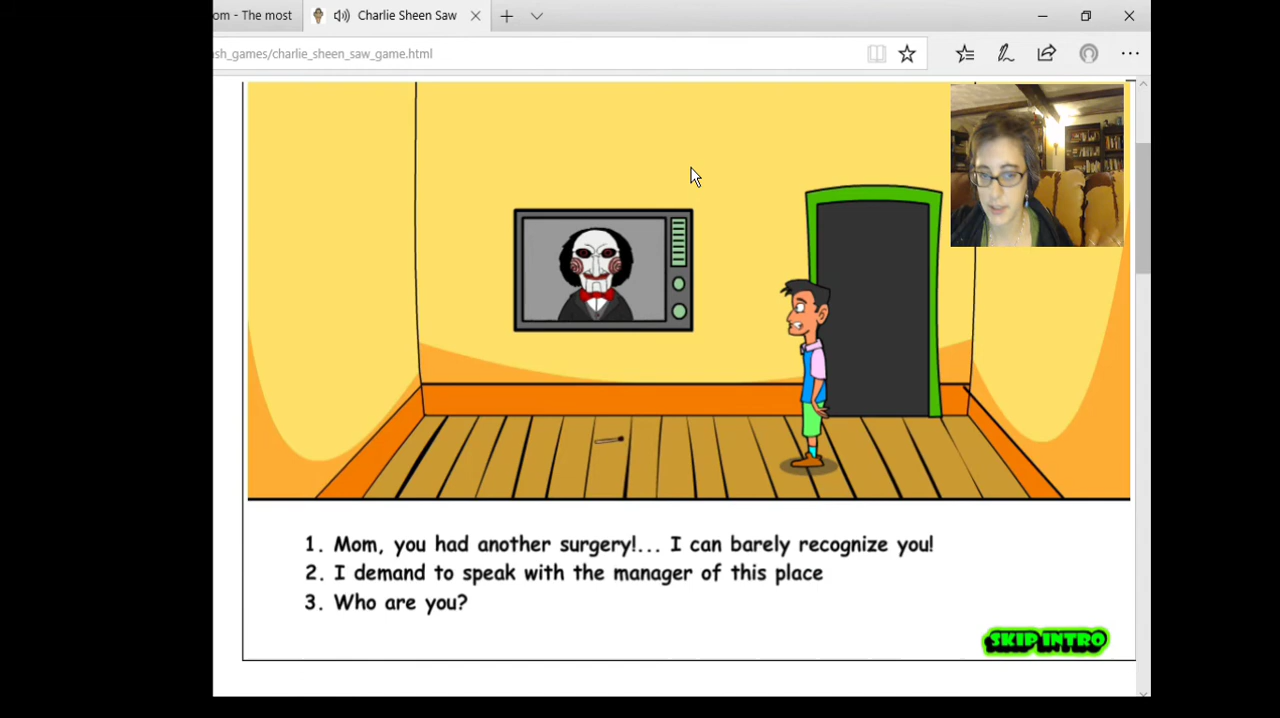 om - The most
Charlie Sheen Saw
ash_games/charlie_sheen_saw_game.html
1. Mom, you had another surgery!... I can barely recognize you!
2. I demand to speak with the manager of this place
3. Who are you?
SKIP INTRO